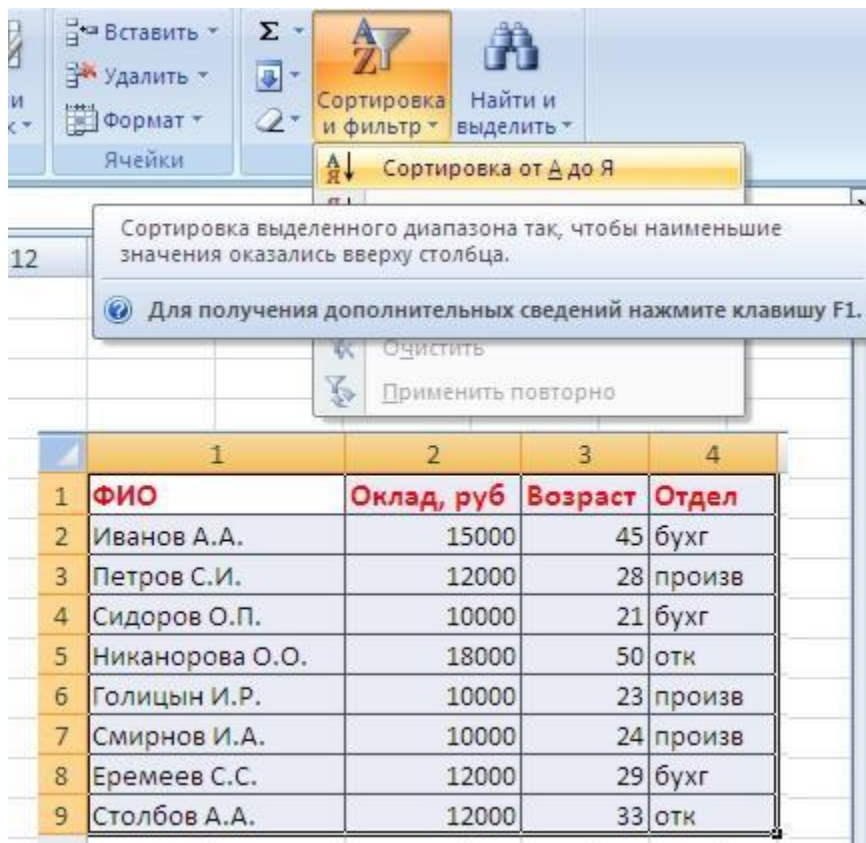 Вставить Σ
Удалить
и Сортировка Найти и
Формат и фильтр выделить
Ячейки
Сортировка от А до Я
Сортировка выделенного диапазона так, чтобы наименьшие
значения оказались вверху столбца.
12
Для получения дополнительных сведений нажмите клавишу F1.
Очистить
Применить повторно
1 2 3 4
1 ФИО Оклад, руб Возраст Отдел
2 Иванов А.А. 15000 45 бухг
3 Петров С.И. 12000 28 произв
4 Сидоров О.П. 10000 21 бухг
5 Никанорова О.О. 18000 50 отк
6 Голицын И.Р. 10000 23 произв
7 Смирнов И.А. 10000 24 произв
8 Еремеев С.С. 12000 29 бухг
9 Столбов А.А. 12000 33 отк